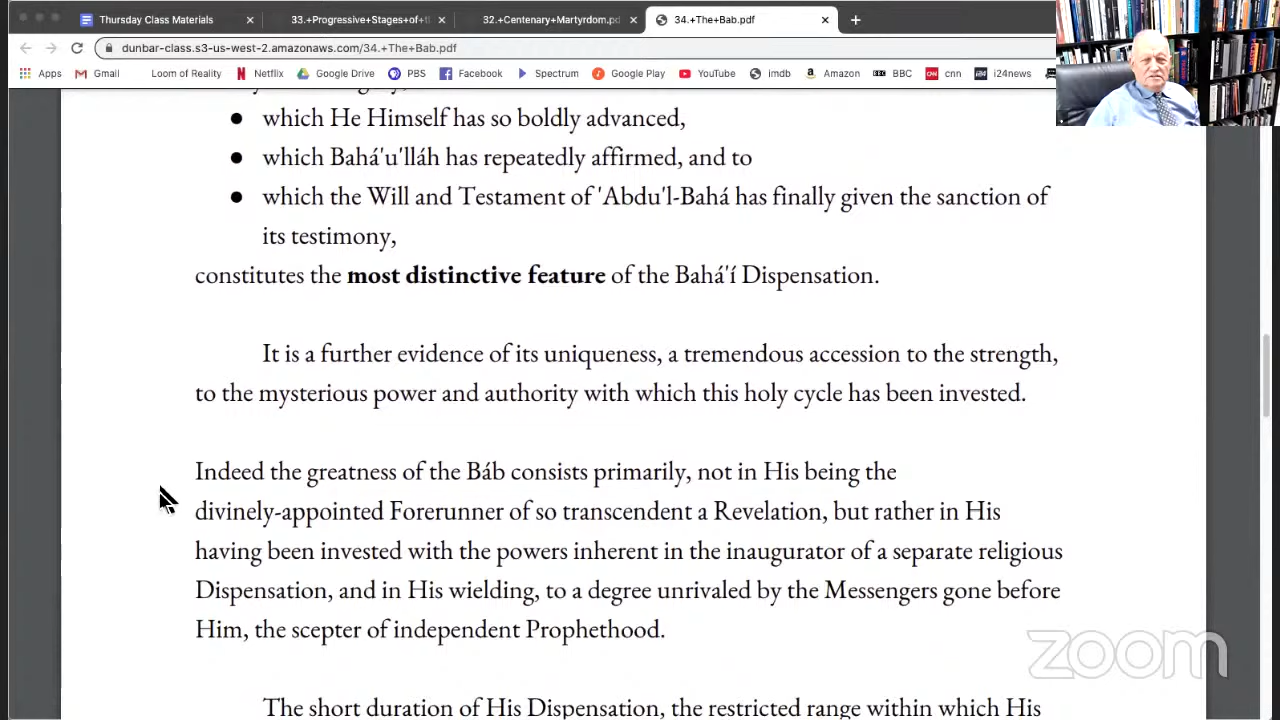 Thursday Class Materials
33.+Progressive+Stages+of+t
32.+Centenary+Martyrdom.pd
34.+The+Bab.pdf
dunbar-class.s3-us-west-2.amazonaws.com/34.+The+Bab.pdf
Apps Gmail Loom of Reality Netflix Google Drive PBS Facebook Spectrum Google Play YouTube imdb Amazon BBC cnn i24news
which He Himself has so boldly advanced,
which Bahá'u'lláh has repeatedly affirmed, and to
which the Will and Testament of 'Abdu'l-Bahá has finally given the sanction of
its testimony,
constitutes the most distinctive feature of the Bahá'í Dispensation.
It is a further evidence of its uniqueness, a tremendous accession to the strength,
to the mysterious power and authority with which this holy cycle has been invested.
Indeed the greatness of the Báb consists primarily, not in His being the
divinely-appointed Forerunner of so transcendent a Revelation, but rather in His
having been invested with the powers inherent in the inaugurator of a separate religious
Dispensation, and in His wielding, to a degree unrivaled by the Messengers gone before
Him, the scepter of independent Prophethood.
The short duration of His Dispensation, the restricted range within which His
zoom